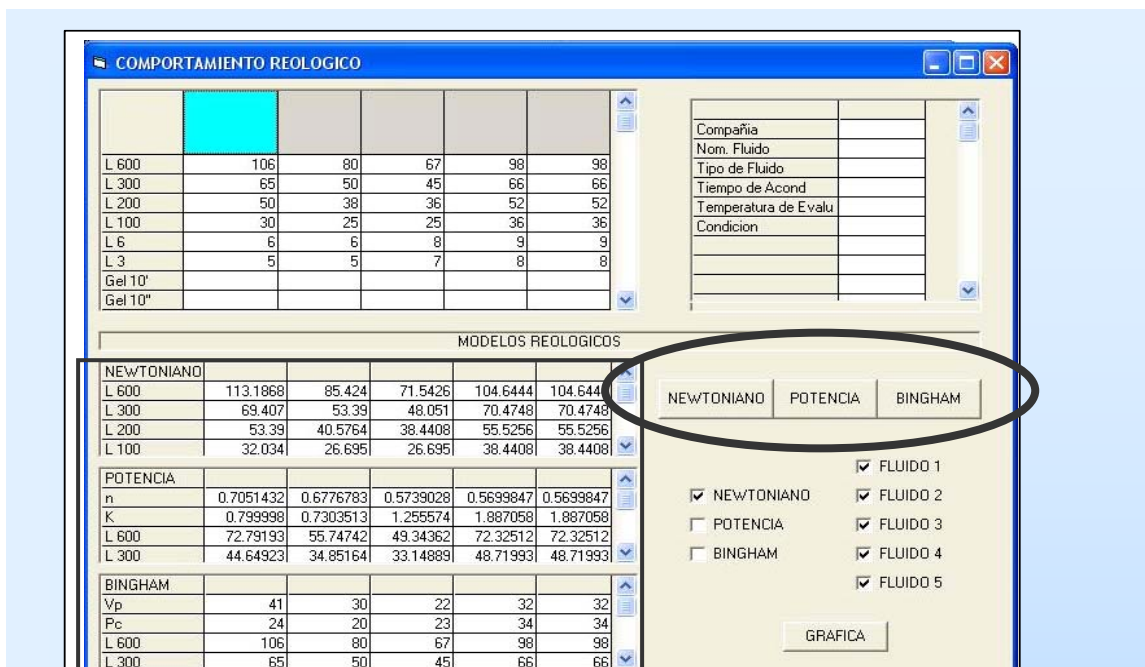 COMPORTAMIENTO REOLOGICO
L 600 106 80 67 98 98
L 300 65 50 45 66 66
L 200 50 38 36 52 52
L 100 30 25 25 36 36
L 6 6 6 8 9 9
L 3 5 5 7 8 8
Gel 10'
Gel 10"
Compañia
Nom. Fluido
Tipo de Fluido
Tiempo de Acond
Temperatura de Evalu
Condicion
MODELOS REOLOGICOS
NEWTONIANO
L 600 113.1868 85.424 71.5426 104.6444 104.6444
L 300 69.407 53.39 48.051 70.4748 70.4748
L 200 53.39 40.5764 38.4408 55.5256 55.5256
L 100 32.034 26.695 26.695 38.4408 38.4408
POTENCIA
n 0.7051432 0.6776783 0.5739028 0.5699847 0.5699847
K 0.799998 0.7303513 1.255574 1.887058 1.887058
L 600 72.79193 55.74742 49.34362 72.32512 72.32512
L 300 44.64923 34.85164 33.14889 48.71993 48.71993
BINGHAM
Vp 41 30 22 32 32
Pc 24 20 23 34 34
L 600 106 80 67 98 98
L 300 65 50 45 66 66
NEWTONIANO POTENCIA BINGHAM
FLUIDO 1
NEWTONIANO FLUIDO 2
POTENCIA FLUIDO 3
BINGHAM FLUIDO 4
FLUIDO 5
GRAFICA